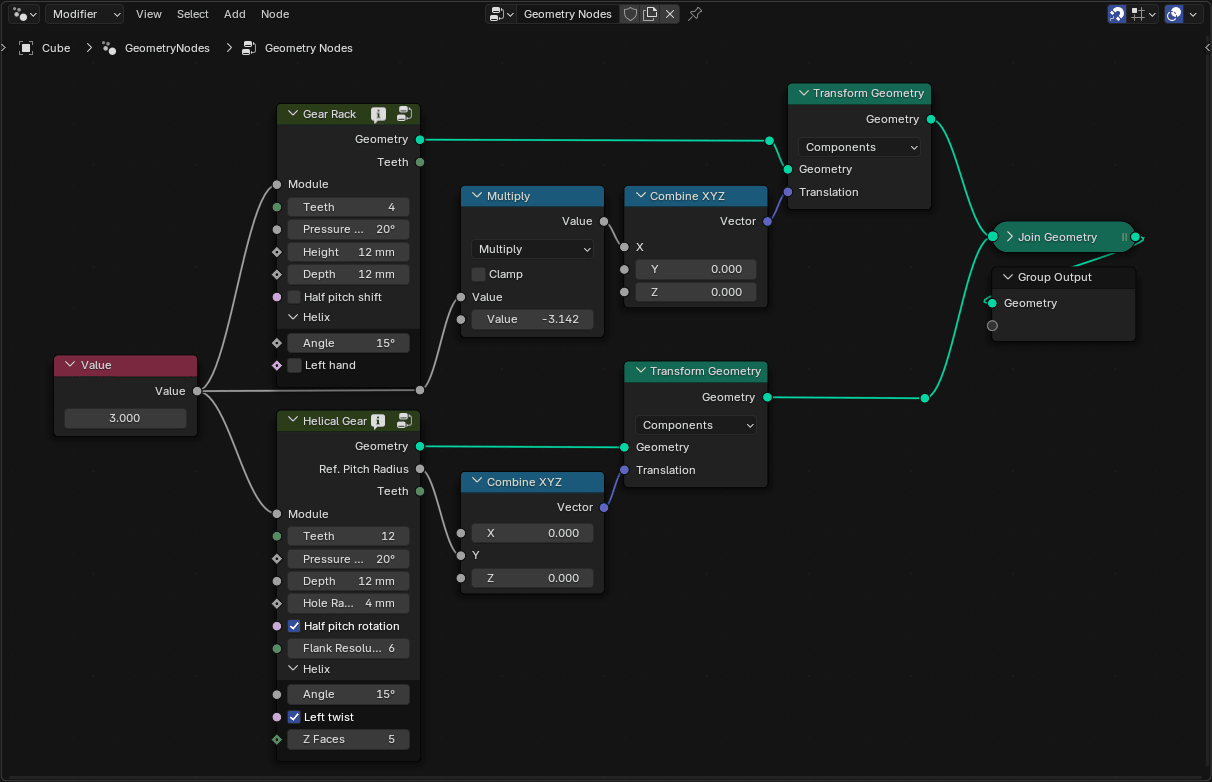 Modifier View Select Add Node Geometry Nodes
Cube GeometryNodes Geometry Nodes
Gear Rack
Geometry
Teeth
Module
Teeth 4
Pressure ... 20°
Height 12 mm
Depth 12 mm
Half pitch shift
Helix
Angle 15°
Left hand
Multiply
Value
Multiply
Clamp
Value
Value -3.142
Combine XYZ
Vector
X
Y 0.000
Z 0.000
Transform Geometry
Geometry
Components
Geometry
Translation
Join Geometry
Group Output
Geometry
Value
Value
3.000
Helical Gear
Geometry
Ref. Pitch Radius
Teeth
Module
Teeth 12
Pressure ... 20°
Depth 12 mm
Hole Ra... 4 mm
Half pitch rotation
Flank Resolu... 6
Helix
Angle 15°
Left twist
Z Faces 5
Combine XYZ
Vector
X 0.000
Y
Z 0.000
Transform Geometry
Geometry
Components
Geometry
Translation